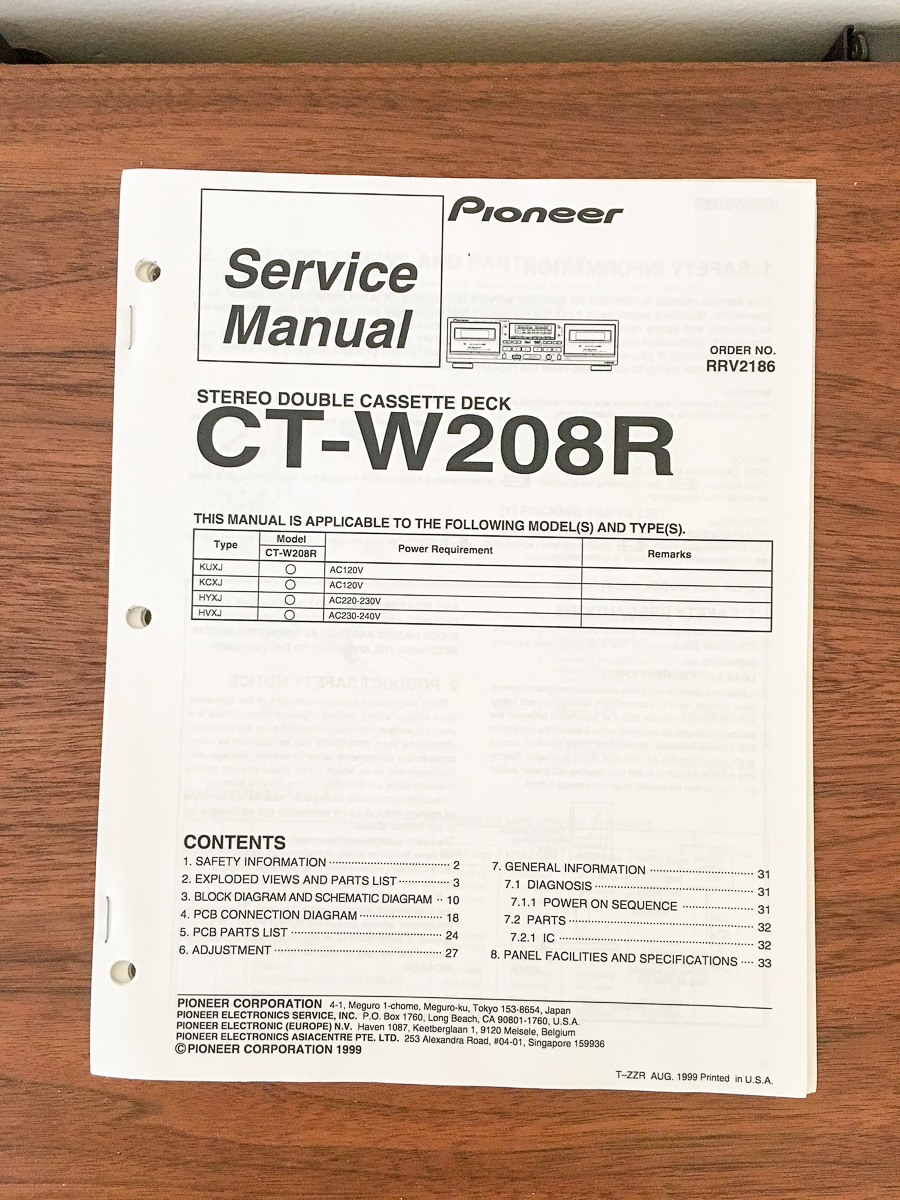 Service
Manual
Pioneer
ORDER NO.
RRV2186
STEREO DOUBLE CASSETTE DECK
CT-W208R
THIS MANUAL IS APPLICABLE TO THE FOLLOWING MODEL(S) AND TYPE(S).
Type Model Power Requirement Remarks
CT-W208R
KUXJ ○ AC120V
KCXJ ○ AC120V
HYXJ ○ AC220-230V
HVXJ ○ AC230-240V
CONTENTS
1. SAFETY INFORMATION ···················· 2
2. EXPLODED VIEWS AND PARTS LIST ············ 3
3. BLOCK DIAGRAM AND SCHEMATIC DIAGRAM ·· 10
4. PCB CONNECTION DIAGRAM ···················· 18
5. PCB PARTS LIST ···················· 24
6. ADJUSTMENT ···················· 27
7. GENERAL INFORMATION ···················· 31
7.1 DIAGNOSIS ···················· 31
7.1.1 POWER ON SEQUENCE ·············· 31
7.2 PARTS ···················· 32
7.2.1 IC ···················· 32
8. PANEL FACILITIES AND SPECIFICATIONS ···· 33
PIONEER CORPORATION 4-1, Meguro 1-chome, Meguro-ku, Tokyo 153-8654, Japan
PIONEER ELECTRONICS SERVICE, INC. P.O. Box 1760, Long Beach, CA 90801-1760, U.S.A.
PIONEER ELECTRONIC (EUROPE) N.V. Haven 1087, Keetberglaan 1, 9120 Melsele, Belgium
PIONEER ELECTRONICS ASIACENTRE PTE. LTD. 253 Alexandra Road, #04-01, Singapore 159936
©PIONEER CORPORATION 1999
T–ZZR AUG. 1999 Printed in U.S.A.